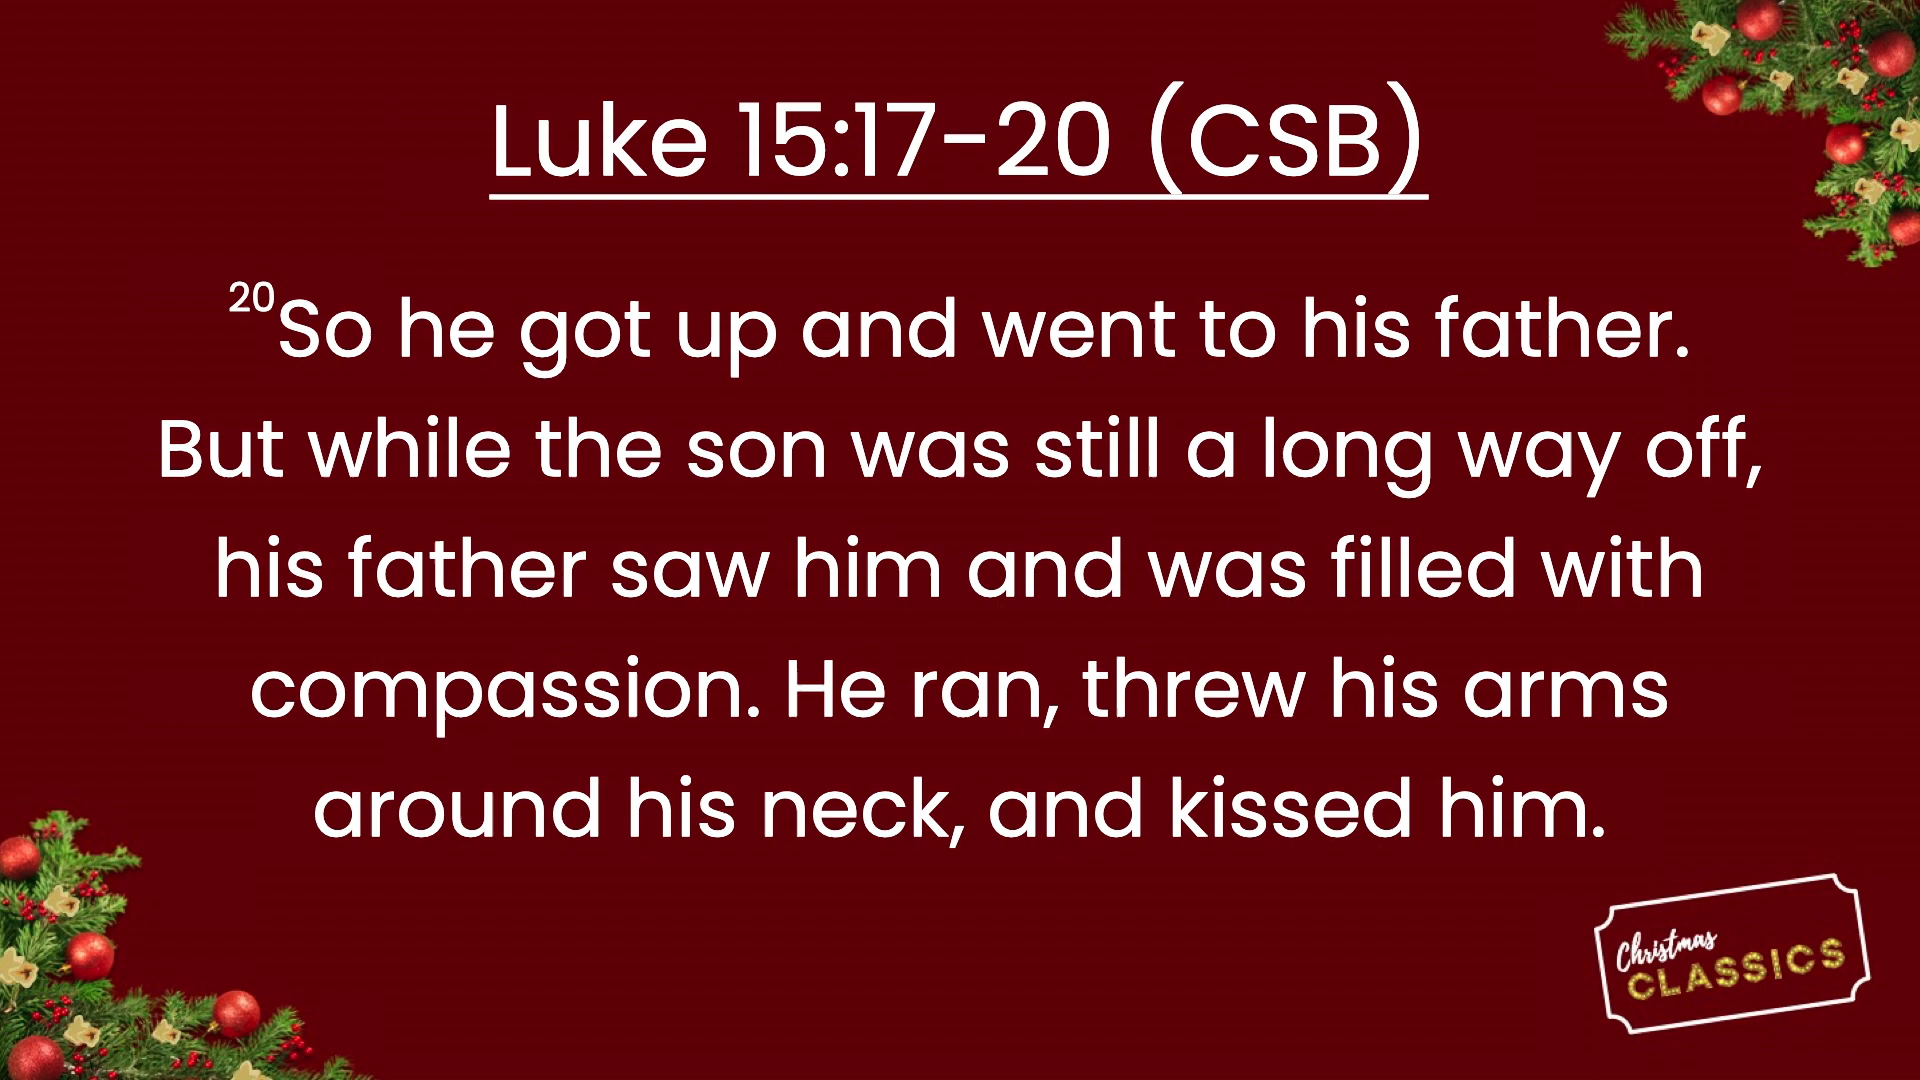 Luke 15:17-20 (CSB)
20So he got up and went to his father.
But while the son was still a long way off,
his father saw him and was filled with
compassion. He ran, threw his arms
around his neck, and kissed him.
Christmas
CLASSICS